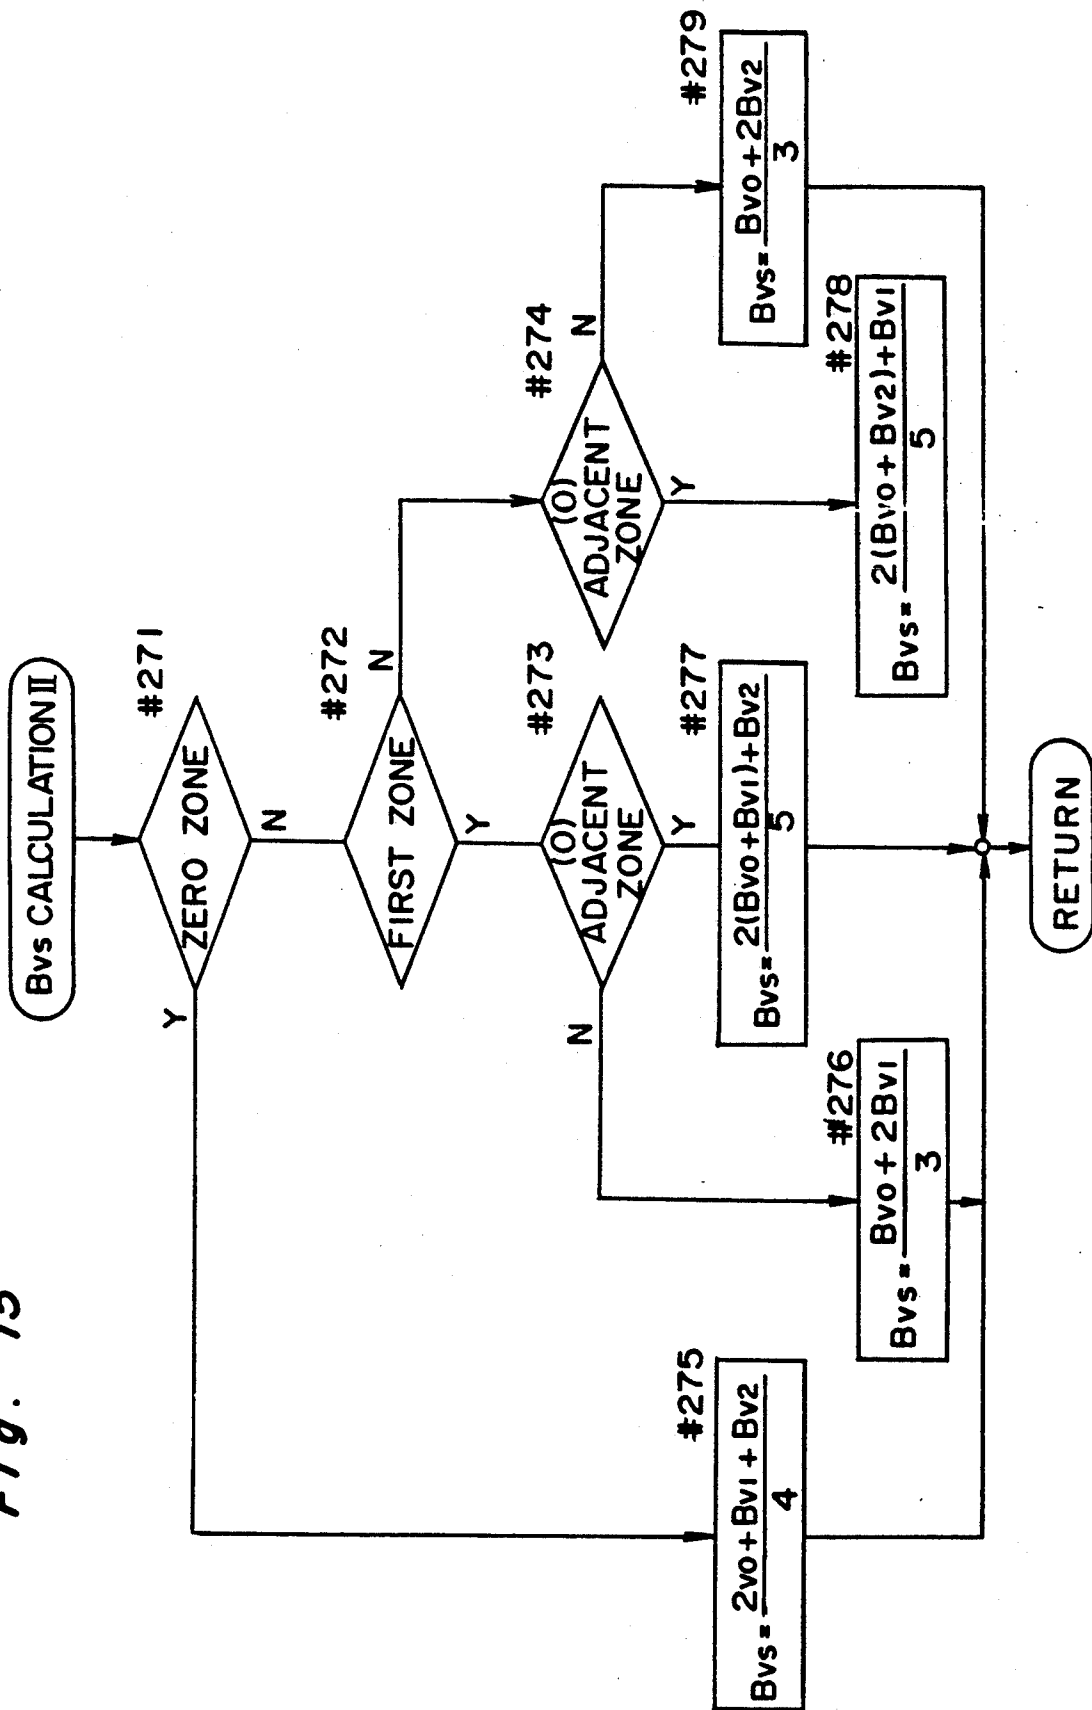 Fig. 15
Bvs CALCULATION II
#271
ZERO ZONE
Y
N
#272
FIRST ZONE
Y
N
#273
(0)
ADJACENT
ZONE
N
Y
#274
(0)
ADJACENT
ZONE
Y
N
#275
Bvs=2vo+Bv1+Bv2
4
#276
Bvs=Bvo+2Bv1
3
#277
Bvs=2(Bvo+Bv1)+Bv2
5
#278
Bvs=2(Bvo+Bv2)+Bv1
5
#279
Bvs=Bvo+2Bv2
3
RETURN